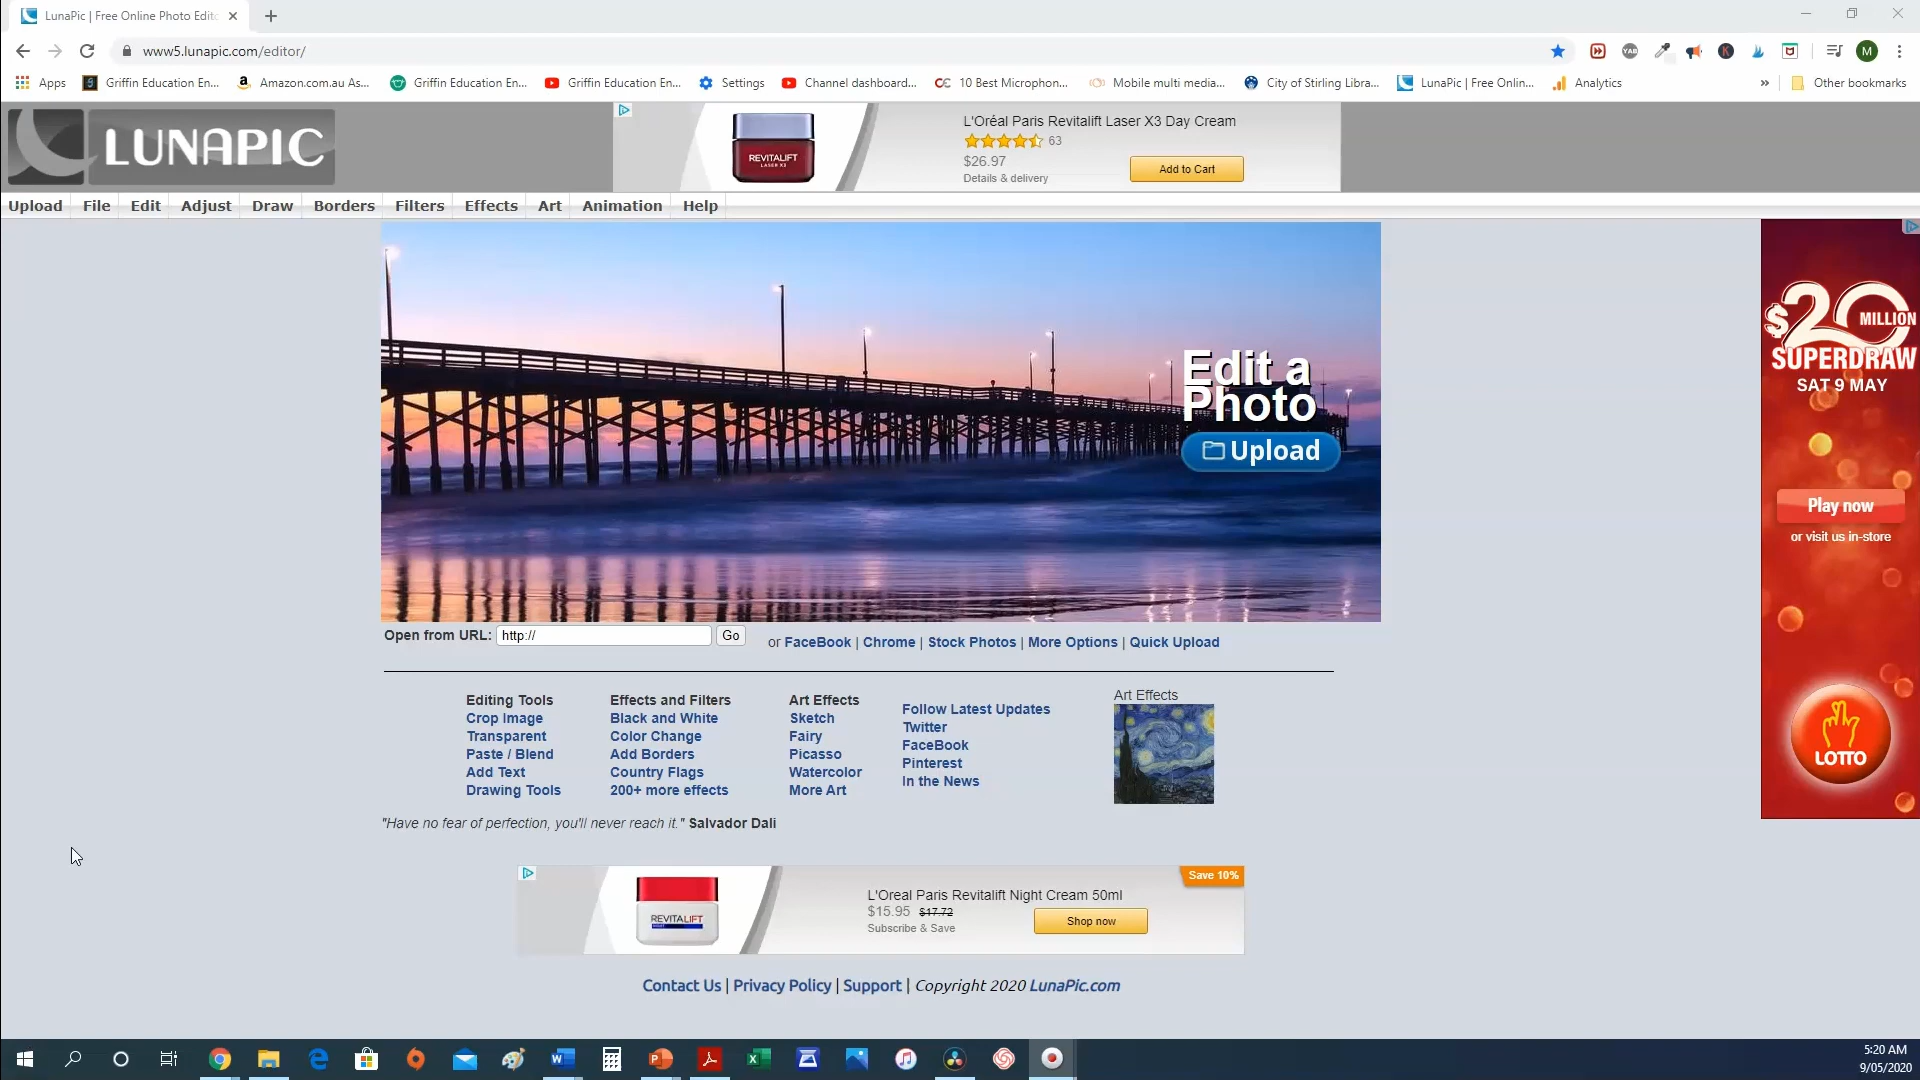 LunaPic | Free Online Photo Edito
www5.lunapic.com/editor/
YAB
K
M
Apps
g
Griffin Education En...
a
Amazon.com.au As...
Griffin Education En...
Griffin Education En...
Settings
Channel dashboard...
CC
10 Best Microphon...
Mobile multi media...
City of Stirling Libra...
LunaPic | Free Onlin...
Analytics
»
Other bookmarks
LUNAPIC
REVITALIFT
LASER X3
L'Oréal Paris Revitalift Laser X3 Day Cream
63
$26.97
Details & delivery
Add to Cart
Upload File Edit Adjust Draw Borders Filters Effects Art Animation Help
Edit a
Photo
Upload
$20 MILLION
SUPERDRAW
SAT 9 MAY
Play now
or visit us in-store
LOTTO
Open from URL: http:// Go or FaceBook | Chrome | Stock Photos | More Options | Quick Upload
Editing Tools
Crop Image
Transparent
Paste / Blend
Add Text
Drawing Tools
Effects and Filters
Black and White
Color Change
Add Borders
Country Flags
200+ more effects
Art Effects
Sketch
Fairy
Picasso
Watercolor
More Art
Follow Latest Updates
Twitter
FaceBook
Pinterest
In the News
Art Effects
"Have no fear of perfection, you'll never reach it." Salvador Dali
REVITALIFT
L'Oreal Paris Revitalift Night Cream 50ml
$15.95 $17.72
Subscribe & Save
Shop now
Save 10%
Contact Us | Privacy Policy | Support | Copyright 2020 LunaPic.com
5:20 AM
9/05/2020